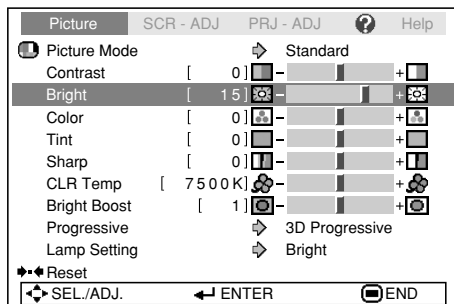 Picture SCR - ADJ PRJ - ADJ ? Help
Picture Mode Standard
Contrast [ 0] - +
Bright [ 15] - +
Color [ 0] - +
Tint [ 0] - +
Sharp [ 0] - +
CLR Temp [ 7500K] - +
Bright Boost [ 1] - +
Progressive 3D Progressive
Lamp Setting Bright
Reset
SEL./ADJ. ENTER END